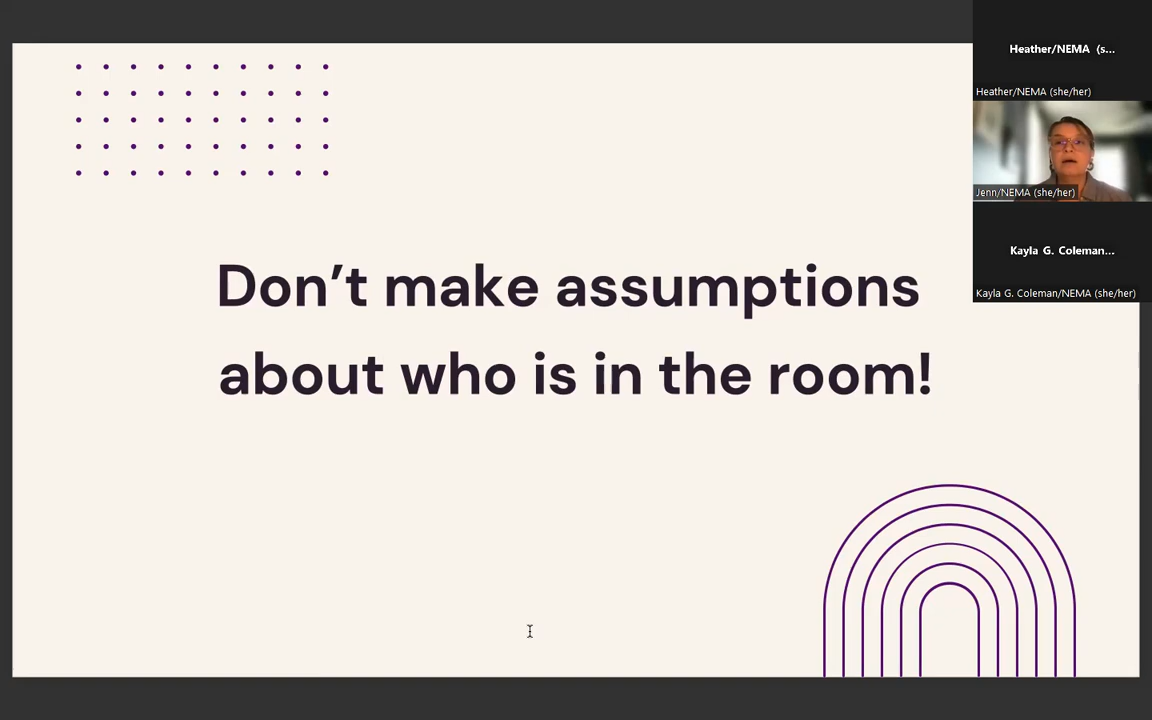 Heather/NEMA (s...
Heather/NEMA (she/her)
Jenn/NEMA (she/her)
Kayla G. Coleman...
Kayla G. Coleman/NEMA (she/her)
Don’t make assumptions
about who is in the room!